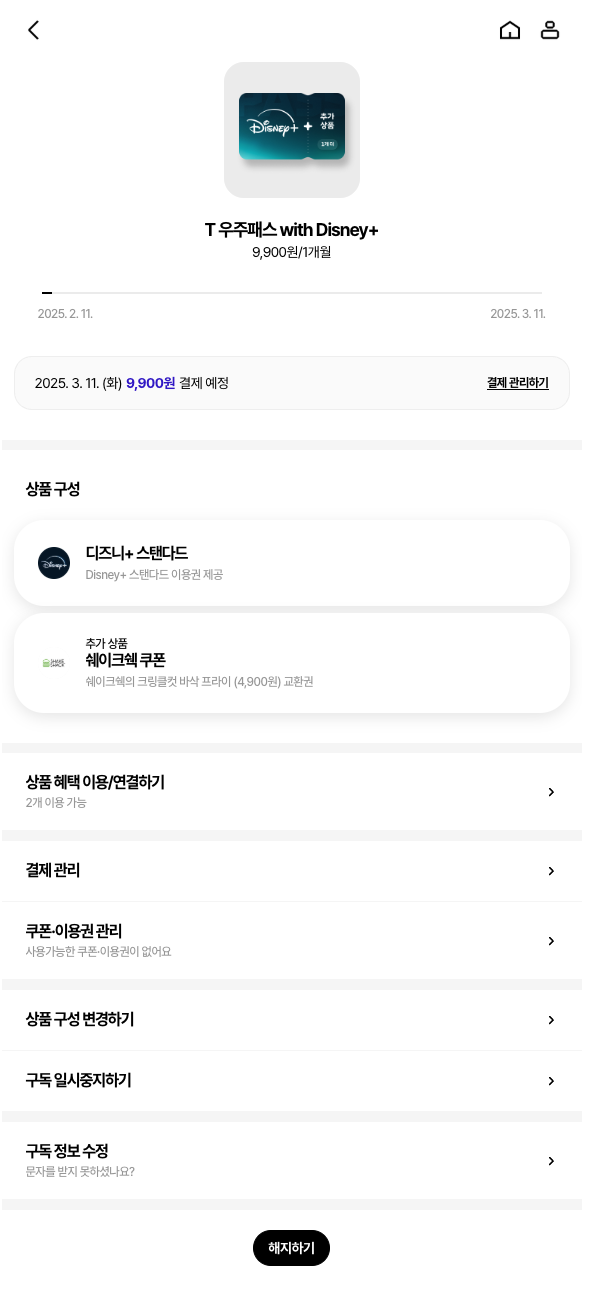 Disney+ + 추가
상품
1개월
T 우주패스 with Disney+
9,900원/1개월
2025. 2. 11. 2025. 3. 11.
2025. 3. 11. (화) 9,900원 결제 예정 결제 관리하기
상품 구성
Disney+
디즈니+ 스탠다드
Disney+ 스탠다드 이용권 제공
추가 상품
쉐이크쉑 쿠폰
쉐이크쉑의 크링클컷 바삭 프라이 (4,900원) 교환권
상품 혜택 이용/연결하기
2개 이용 가능
결제 관리
쿠폰·이용권 관리
사용가능한 쿠폰·이용권이 없어요
상품 구성 변경하기
구독 일시중지하기
구독 정보 수정
문자를 받지 못하셨나요?
해지하기